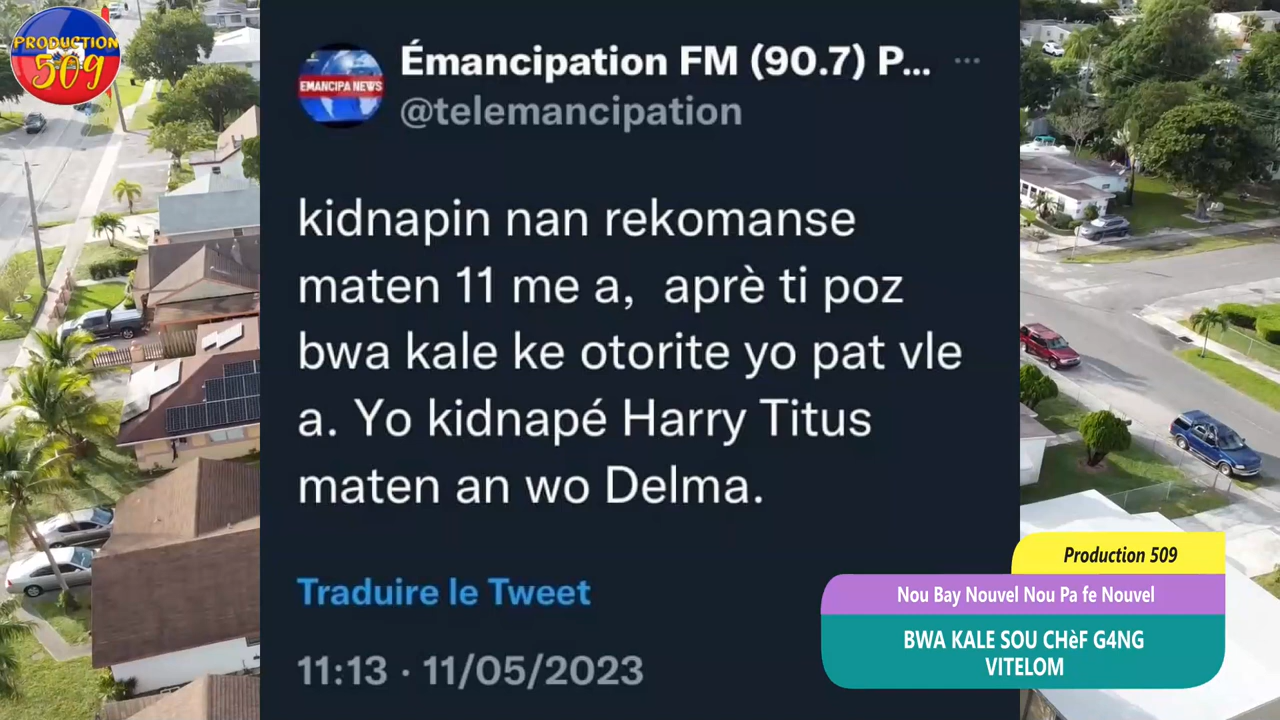 PRODUCTION
509
EMANCIPA NEWS
Émancipation FM (90.7) P...
@telemancipation
kidnapin nan rekomanse
maten 11 me a, aprè ti poz
bwa kale ke otorite yo pat vle
a. Yo kidnapé Harry Titus
maten an wo Delma.
Traduire le Tweet
11:13 · 11/05/2023
Production 509
Nou Bay Nouvel Nou Pa fe Nouvel
BWA KALE SOU CHèF G4NG
VITELOM